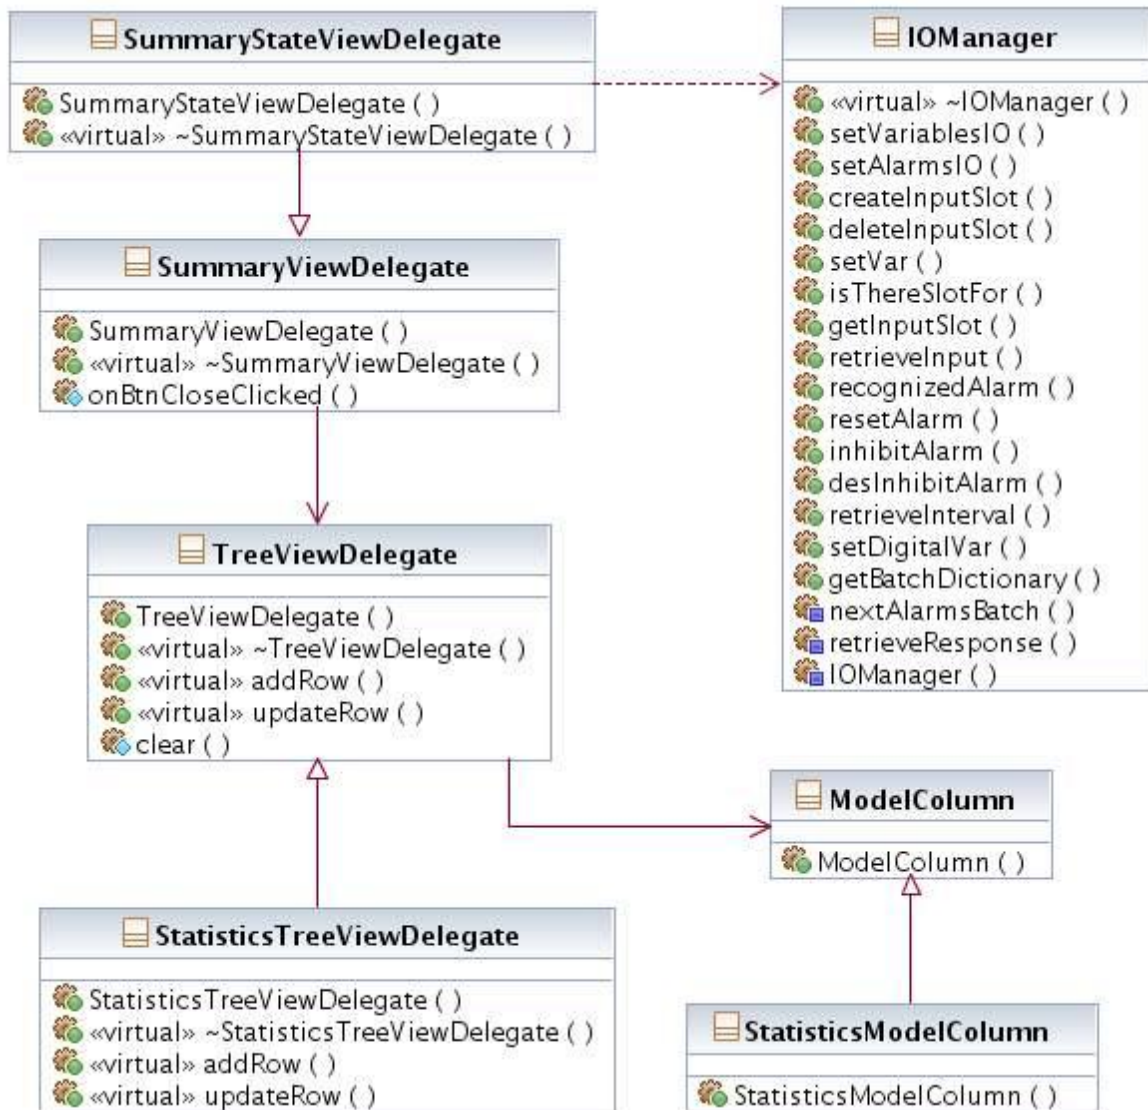 SummaryStateViewDelegate
SummaryStateViewDelegate ( )
«virtual» ~SummaryStateViewDelegate ( )
IOManager
«virtual» ~IOManager ( )
setVariablesIO ( )
setAlarmsIO ( )
createInputSlot ( )
deleteInputSlot ( )
setVar ( )
isThereSlotFor ( )
getInputSlot ( )
retrieveInput ( )
recognizedAlarm ( )
resetAlarm ( )
inhibitAlarm ( )
desInhibitAlarm ( )
retrieveInterval ( )
setDigitalVar ( )
getBatchDictionary ( )
nextAlarmsBatch ( )
retrieveResponse ( )
IOManager ( )
SummaryViewDelegate
SummaryViewDelegate ( )
«virtual» ~SummaryViewDelegate ( )
onBtnCloseClicked ( )
TreeViewDelegate
TreeViewDelegate ( )
«virtual» ~TreeViewDelegate ( )
«virtual» addRow ( )
«virtual» updateRow ( )
clear ( )
ModelColumn
ModelColumn ( )
StatisticsTreeViewDelegate
StatisticsTreeViewDelegate ( )
«virtual» ~StatisticsTreeViewDelegate ( )
«virtual» addRow ( )
«virtual» updateRow ( )
StatisticsModelColumn
StatisticsModelColumn ( )